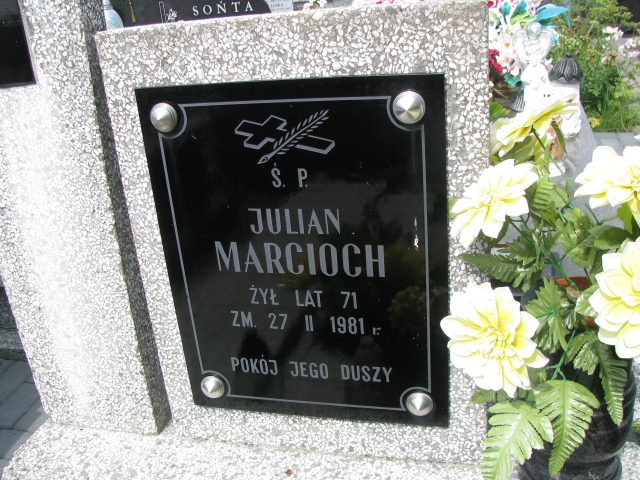 SOŃTA
Ś. P.
JULIAN
MARCIOCH
ŻYŁ LAT 71
ZM. 27 II 1981 r.
POKÓJ JEGO DUSZY